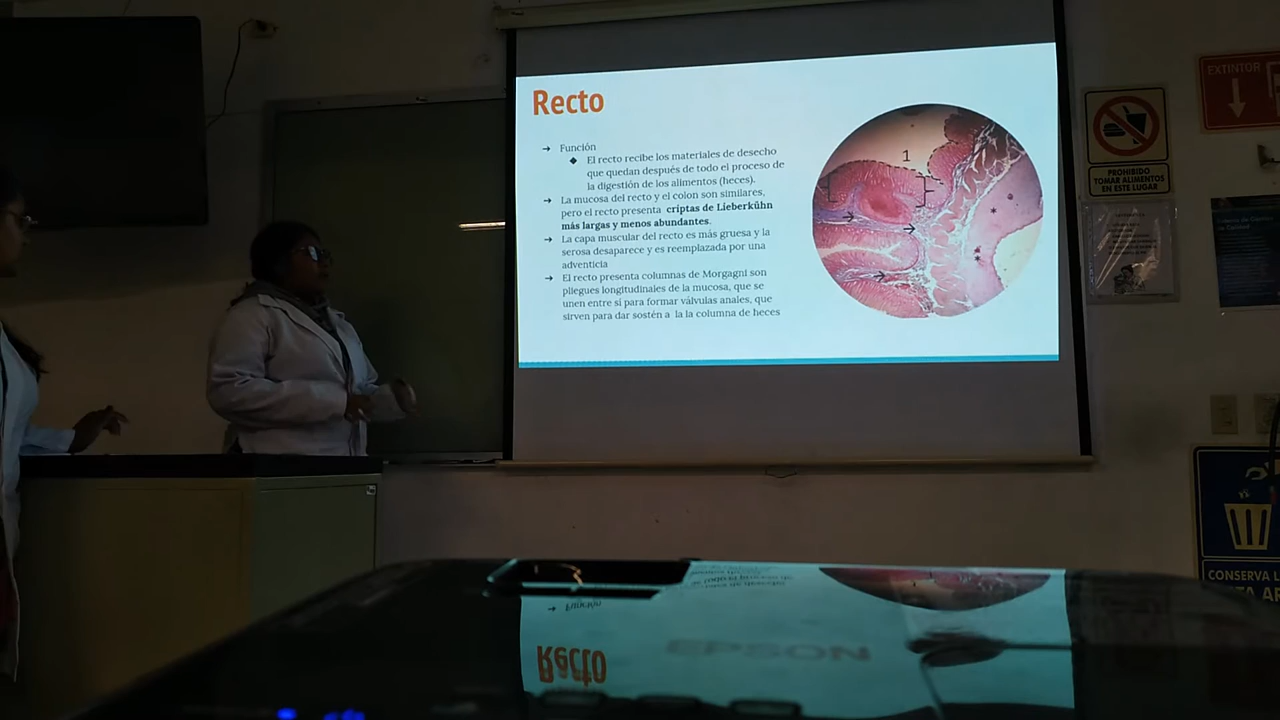 Recto
➔ Función
◆ El recto recibe los materiales de desecho
que quedan después de todo el proceso de
la digestión de los alimentos (heces).
➔ La mucosa del recto y el colon son similares,
pero el recto presenta criptas de Lieberkühn
más largas y menos abundantes.
➔ La capa muscular del recto es más gruesa y la
serosa desaparece y es reemplazada por una
adventicia
➔ El recto presenta columnas de Morgagni son
pliegues longitudinales de la mucosa, que se
unen entre sí para formar válvulas anales, que
sirven para dar sostén a la la columna de heces
1
EXTINTOR
PROHIBIDO
TOMAR ALIMENTOS
EN ESTE LUGAR
CONSERVA
EPSON
Función
Recto